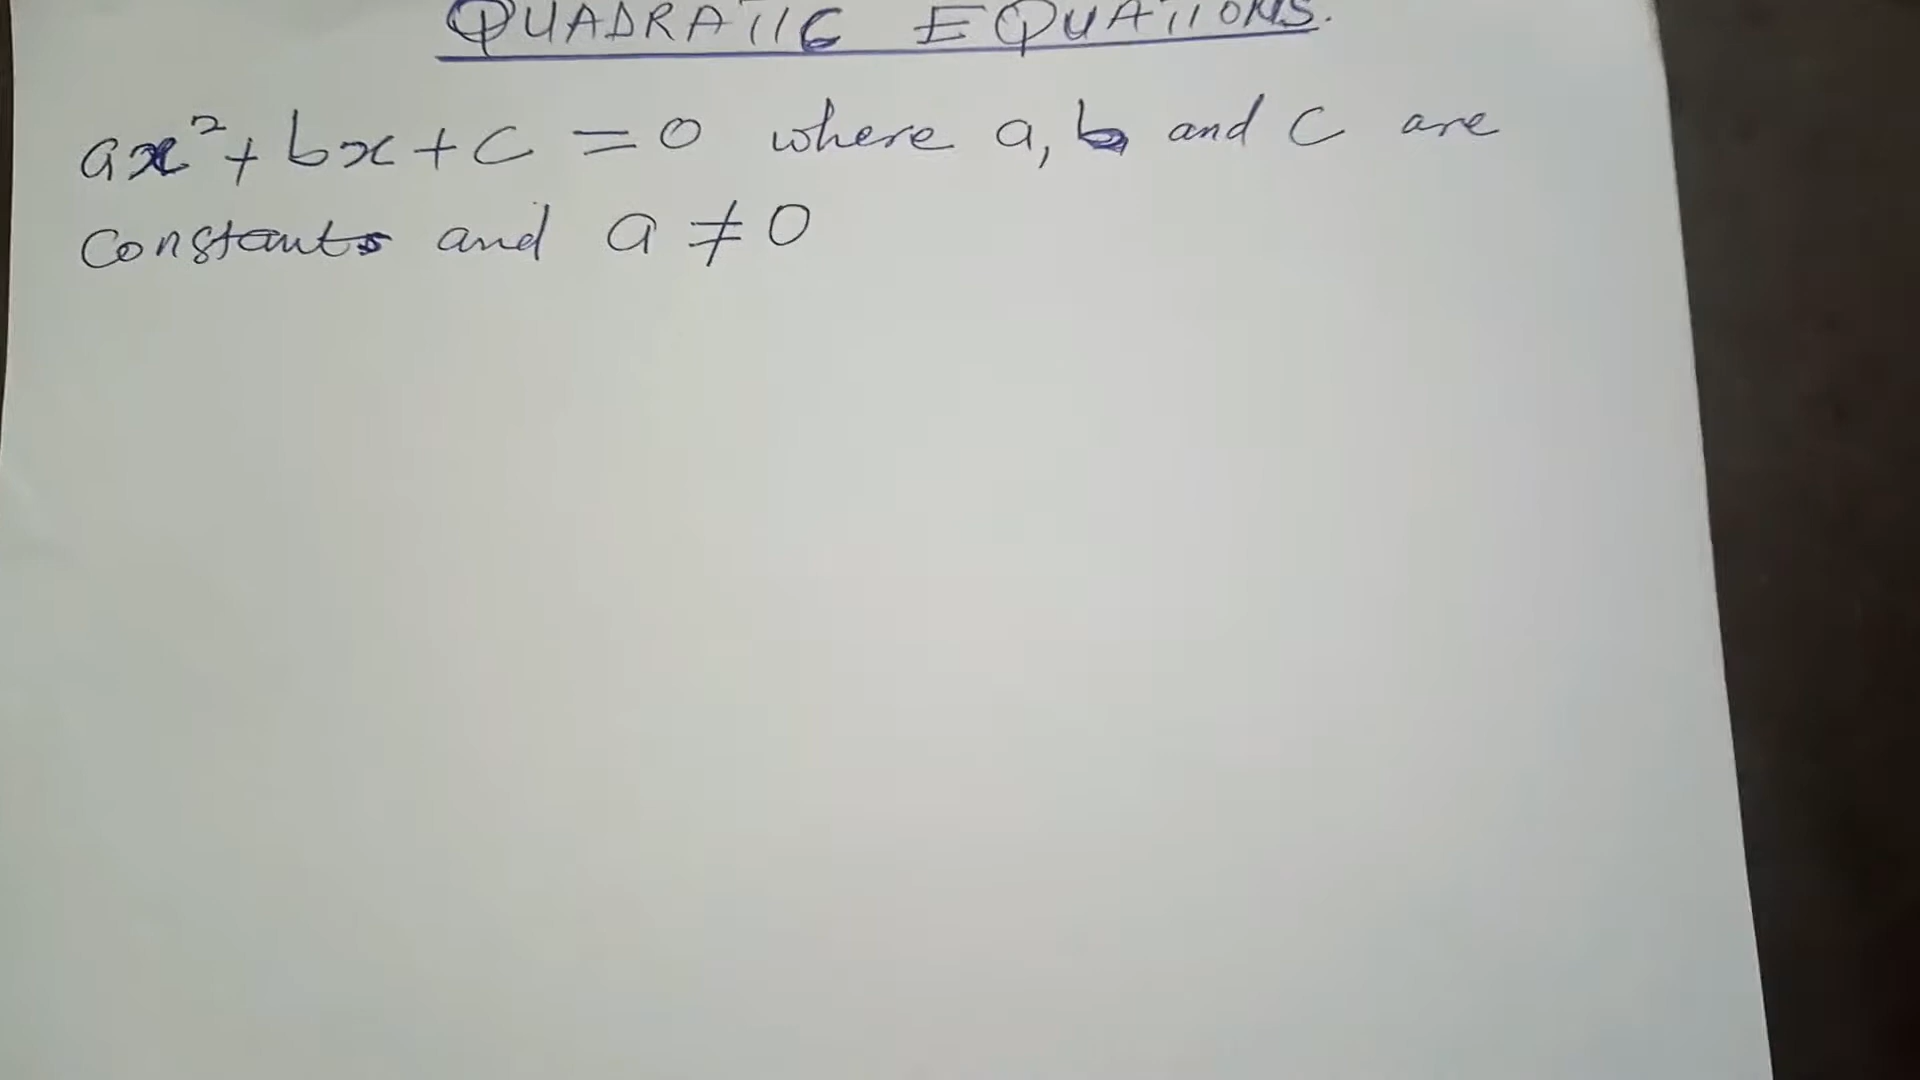 QUADRATIC EQUATIONS.
ax²+bx+c =0 where a, b and c are
constants and a ≠ 0